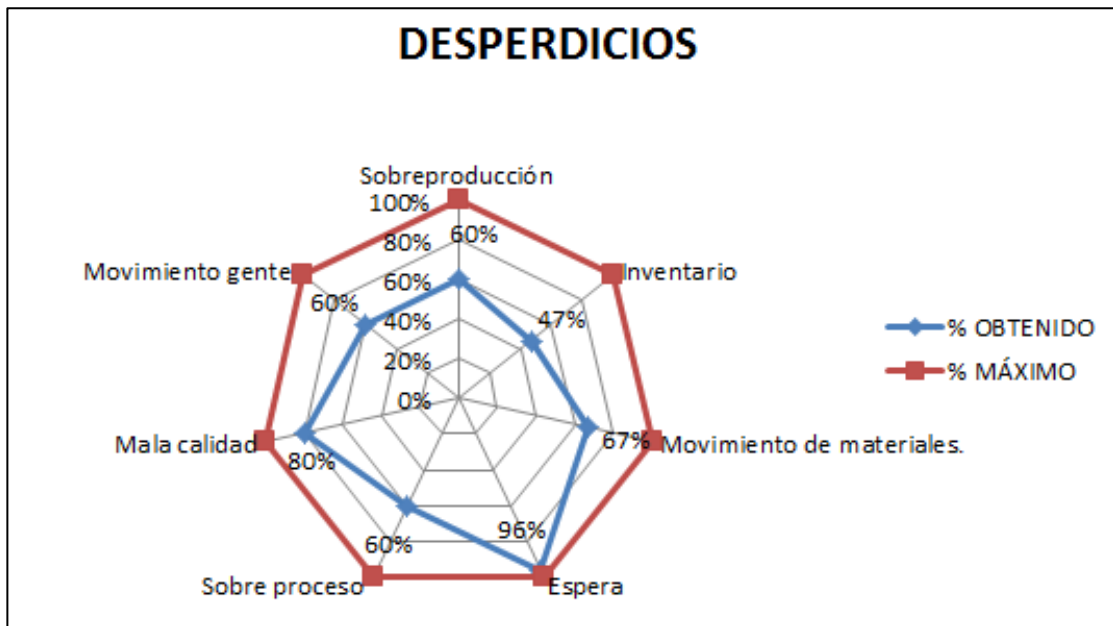 DESPERDICIOS
Sobreproducción
100%
80%
60%
40%
20%
0%
60%
Inventario
47%
Movimiento de materiales.
67%
Espera
96%
Sobre proceso
60%
Mala calidad
80%
Movimiento gente
60%
% OBTENIDO
% MÁXIMO